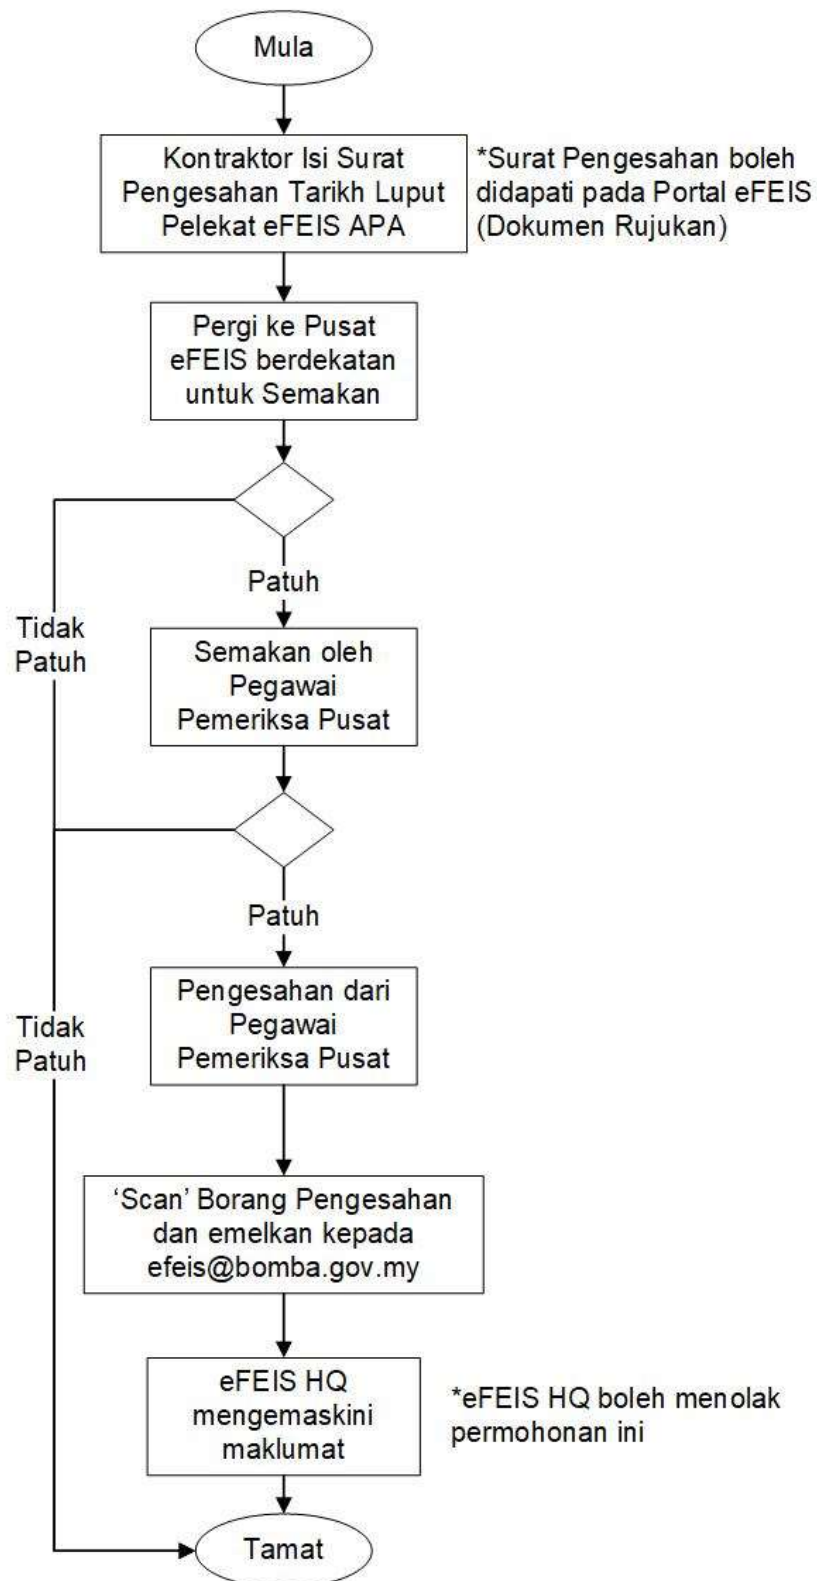 Mula
Kontraktor Isi Surat
Pengesahan Tarikh Luput
Pelekat eFEIS APA
*Surat Pengesahan boleh
didapati pada Portal eFEIS
(Dokumen Rujukan)
Pergi ke Pusat
eFEIS berdekatan
untuk Semakan
Patuh
Tidak
Patuh
Semakan oleh
Pegawai
Pemeriksa Pusat
Patuh
Tidak
Patuh
Pengesahan dari
Pegawai
Pemeriksa Pusat
‘Scan’ Borang Pengesahan
dan emelkan kepada
efeis@bomba.gov.my
eFEIS HQ
mengemaskini
maklumat
*eFEIS HQ boleh menolak
permohonan ini
Tamat